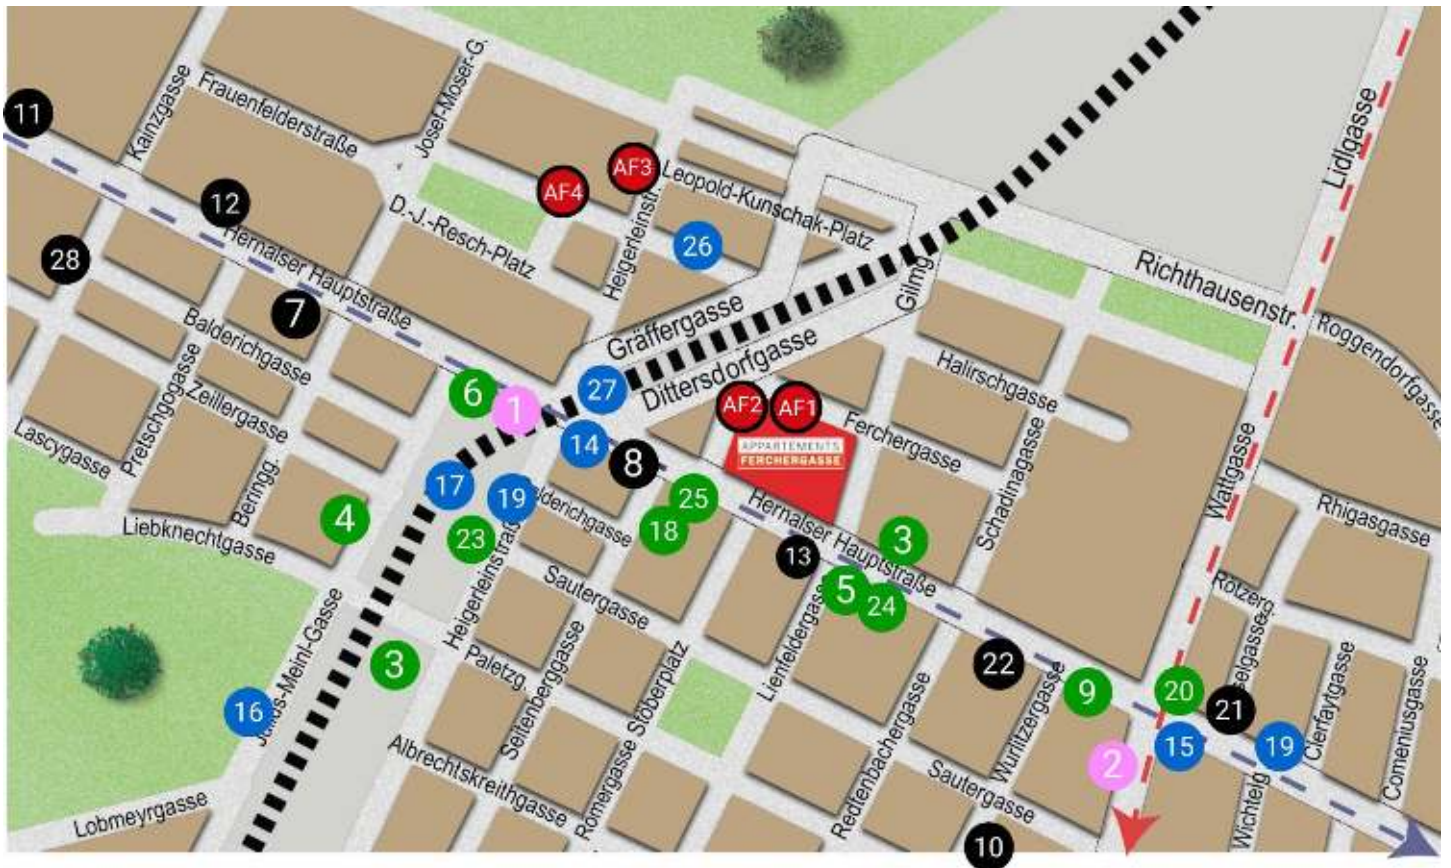 11
Kainzgasse
Frauenfelderstraße
Josef-Moser-G.
12
Hernalser Hauptstraße
28
7
D.-J.-Resch-Platz
AF4
AF3
Leopold-Kunschak-Platz
Heigerleinstr.
26
Lidlgasse
Richthausenstr.
Gilmg.
Roggendorfgasse
Gräffergasse
Dittersdorfgasse
27
Balderichgasse
Zeillergasse
Pretschgogasse
Lascygasse
Beringg.
Liebknechtgasse
6
1
14
8
17
19
4
23
25
18
AF2
AF1
APPARTEMENTS
FERCHERGASSE
Ferchergasse
Halirschgasse
Schadinagasse
Wattgasse
Rhigasgasse
Hernalser Hauptstraße
3
13
5
24
Lienfeldergasse
Sautergasse
Heigerleinstraße
Julius-Meinl-Gasse
3
Paletzg.
Seitenberggasse
Stöberplatz
Römergasse
Albrechtskreithgasse
16
Lobmeyrgasse
22
Wurlitzergasse
Redtenbachergasse
Sautergasse
10
9
2
20
21
15
19
Rötzerg.
Clerfaytgasse
Comeniusgasse
Wichtelg